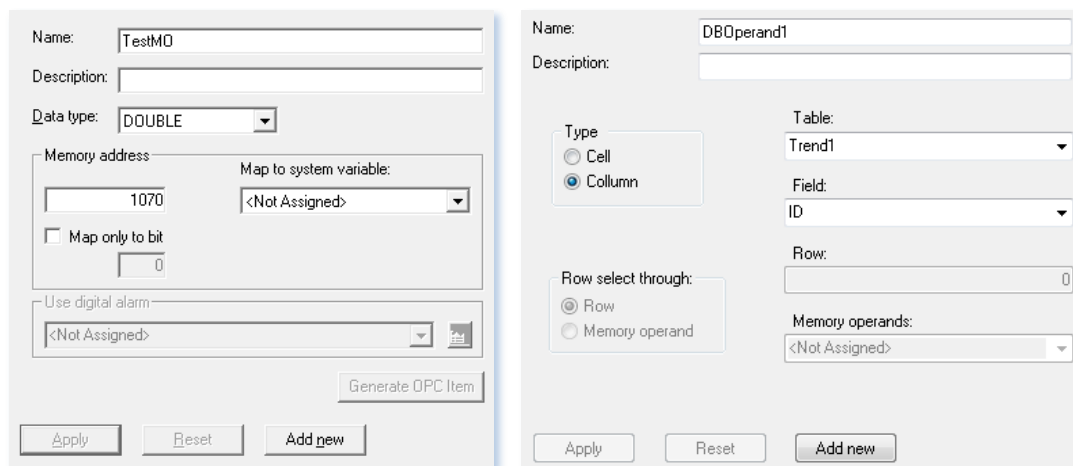 Name:
TestMO
Description:
Data type:
DOUBLE
Memory address
Map to system variable:
1070
<Not Assigned>
Map only to bit
0
Use digital alarm
<Not Assigned>
Generate OPC Item
Apply
Reset
Add new
Name:
DBOperand1
Description:
Type
Cell
Collumn
Table:
Trend1
Field:
ID
Row:
0
Row select through:
Row
Memory operand
Memory operands:
<Not Assigned>
Apply
Reset
Add new